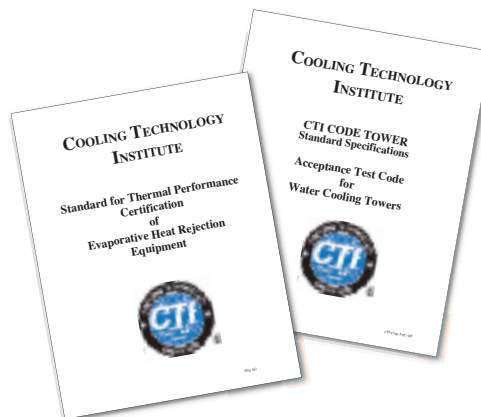 COOLING TECHNOLOGY
INSTITUTE
Standard for Thermal Performance
Certification
of
Evaporative Heat Rejection
Equipment
CTI
COOLING TECHNOLOGY
INSTITUTE
CTI CODE TOWER
Standard Specifications
Acceptance Test Code
for
Water Cooling Towers
CTI